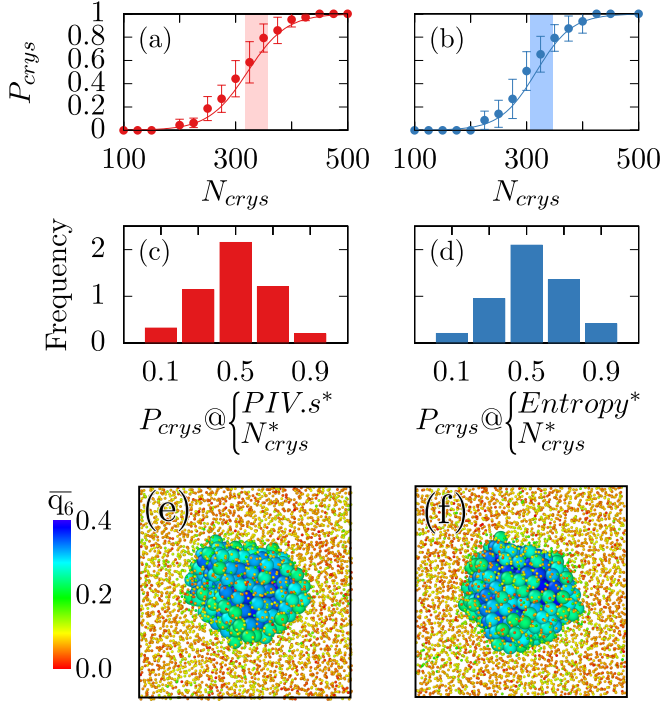 (a) (b)
P_crys
1
0.8
0.6
0.4
0.2
0
100 300 500 100 300 500
N_crys N_crys
(c) (d)
Frequency
2
1
0
0.1 0.5 0.9 0.1 0.5 0.9
P_crys@{PIV.s* P_crys@{Entropy*
N*_crys N*_crys
(e) (f)
q̅6
0.4
0.2
0.0